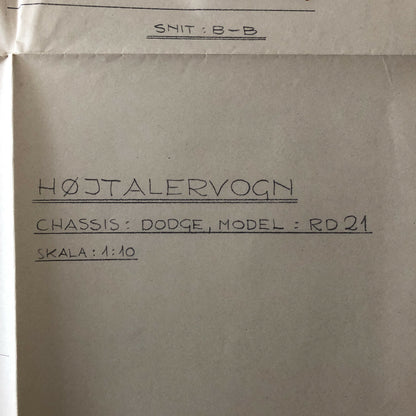 SNIT : B-B
HØJTALERVOGN
CHASSIS : DODGE, MODEL : RD 21
SKALA : 1:10